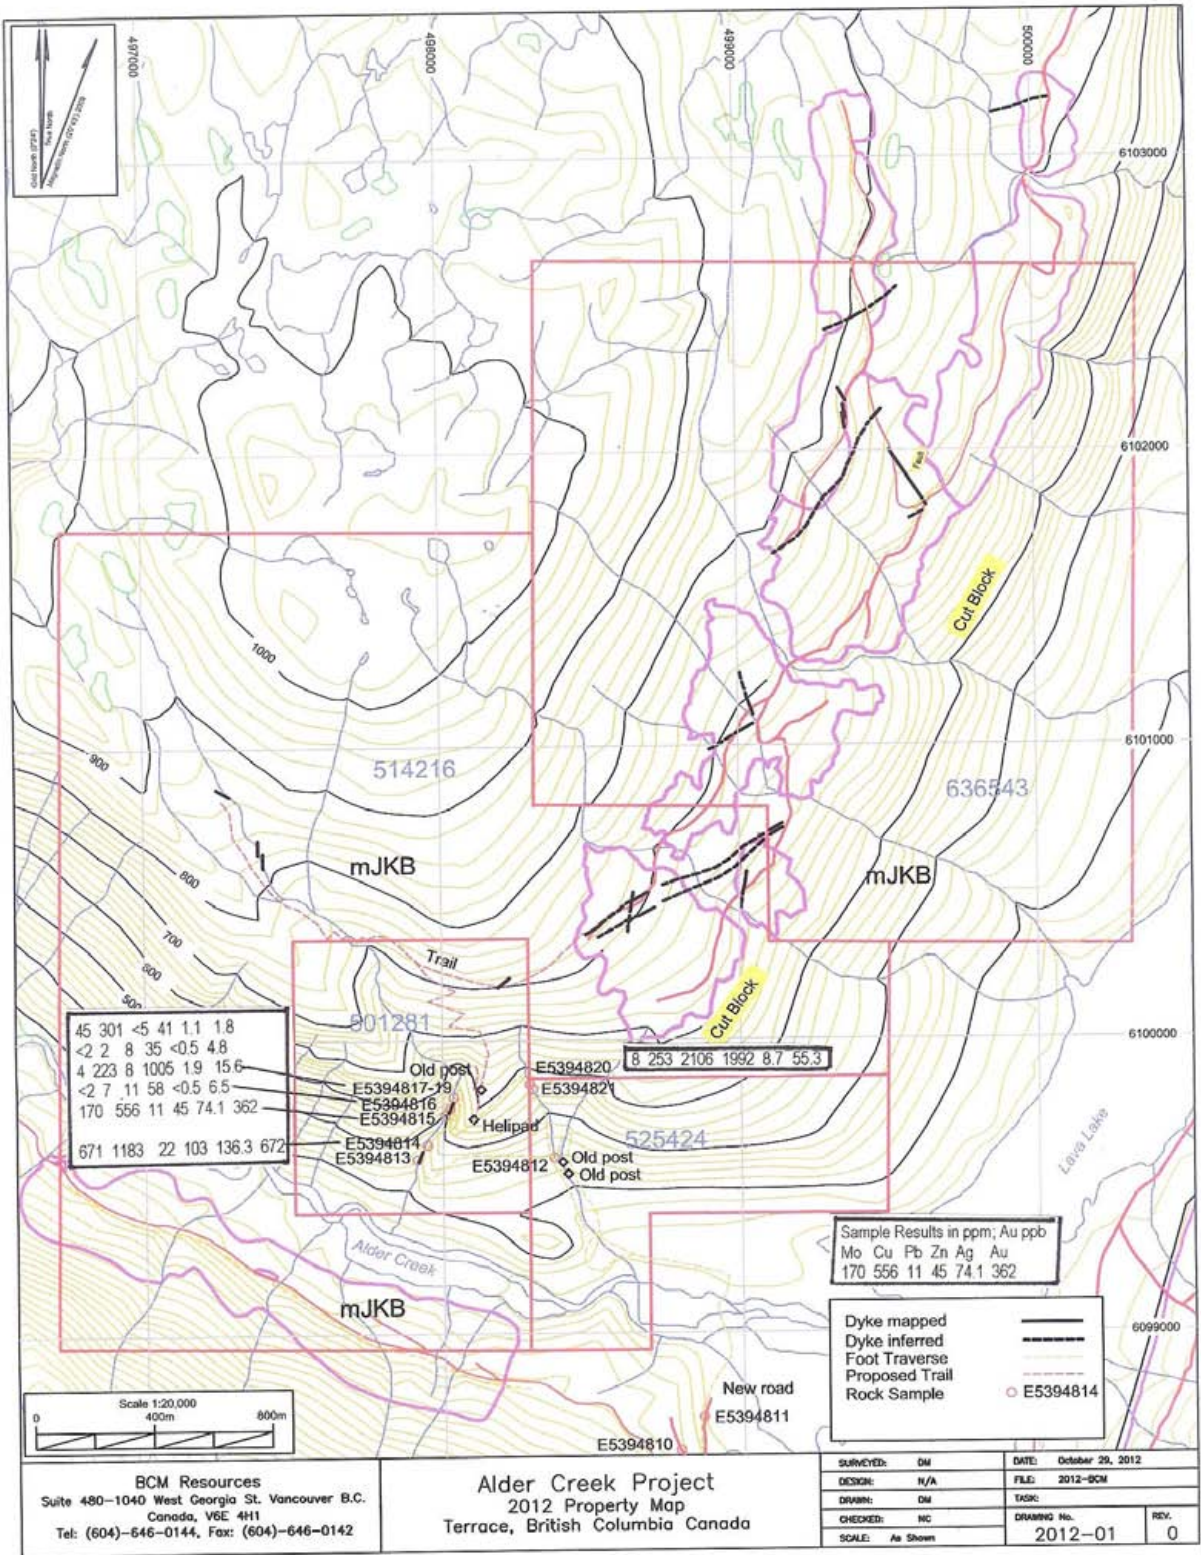 497000
498000
499000
500000
Grid North (0°24')
True North
6103000
6102000
Fault
Cut Block
1000
6101000
514216
900
636543
mJKB
mJKB
800
700
Trail
600
500
Cut Block
501281
6100000
45 301 <5 41 1.1 1.8
<2 2 8 35 <0.5 4.8
4 223 8 1005 1.9 15.6
<2 7 11 58 <0.5 6.5
170 556 11 45 74.1 362
671 1183 22 103 136.3 672
8 253 2106 1992 8.7 55.3
Old post
E5394820
E5394817-19
E5394821
E5394816
E5394815
Helipad
525424
E5394814
E5394813
E5394812
Old post
Old post
Lava Lake
Alder Creek
mJKB
Sample Results in ppm; Au ppb
Mo Cu Pb Zn Ag Au
170 556 11 45 74.1 362
6099000
Dyke mapped
Dyke inferred
Foot Traverse
Proposed Trail
Rock Sample E5394814
New road
E5394811
E5394810
Scale 1:20,000
0 400m 800m
BCM Resources
Suite 480-1040 West Georgia St. Vancouver B.C.
Canada, V6E 4H1
Tel: (604)-646-0144, Fax: (604)-646-0142
Alder Creek Project
2012 Property Map
Terrace, British Columbia Canada
SURVEYED: DM
DESIGN: N/A
DRAWN: DM
CHECKED: NC
SCALE: As Shown
DATE: October 29, 2012
FILE: 2012-BCM
TASK:
DRAWING No.
2012-01
REV.
0